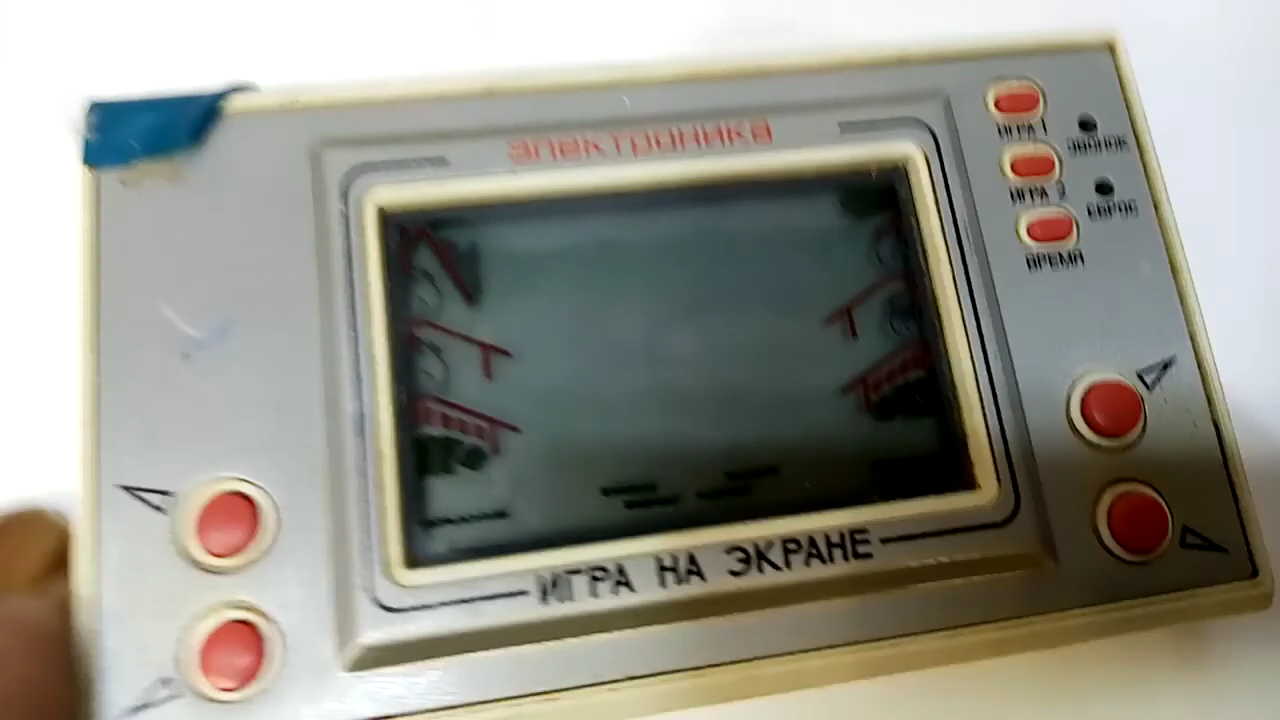 электроника
ИГРА 1
ЗВОНОК
ИГРА 2
СБРОС
ВРЕМЯ
ИГРА НА ЭКРАНЕ